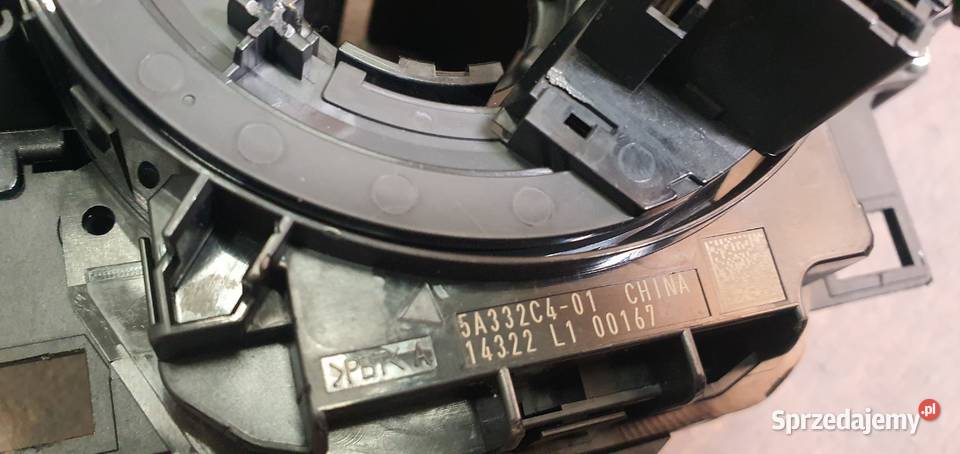 5A332C4-01 CHINA
14322 L1 00167
>PBT< A
Sprzedajemy.pl